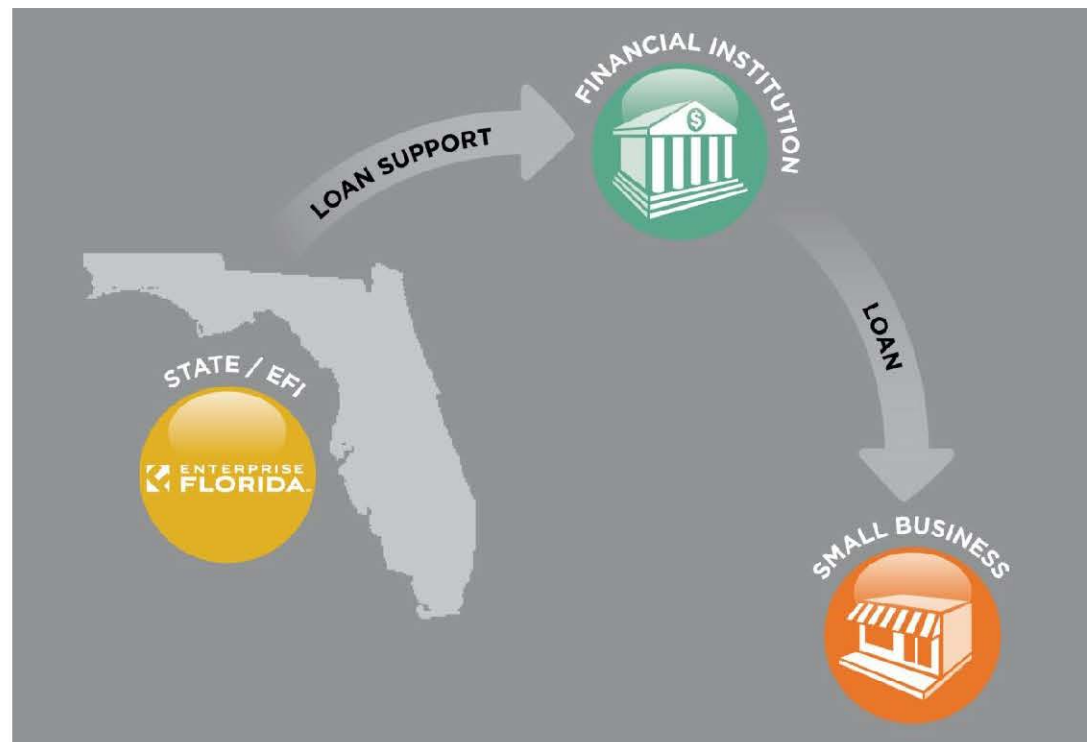 FINANCIAL INSTITUTION
$
LOAN SUPPORT
LOAN
STATE / EFI
ENTERPRISE
FLORIDA
SMALL BUSINESS